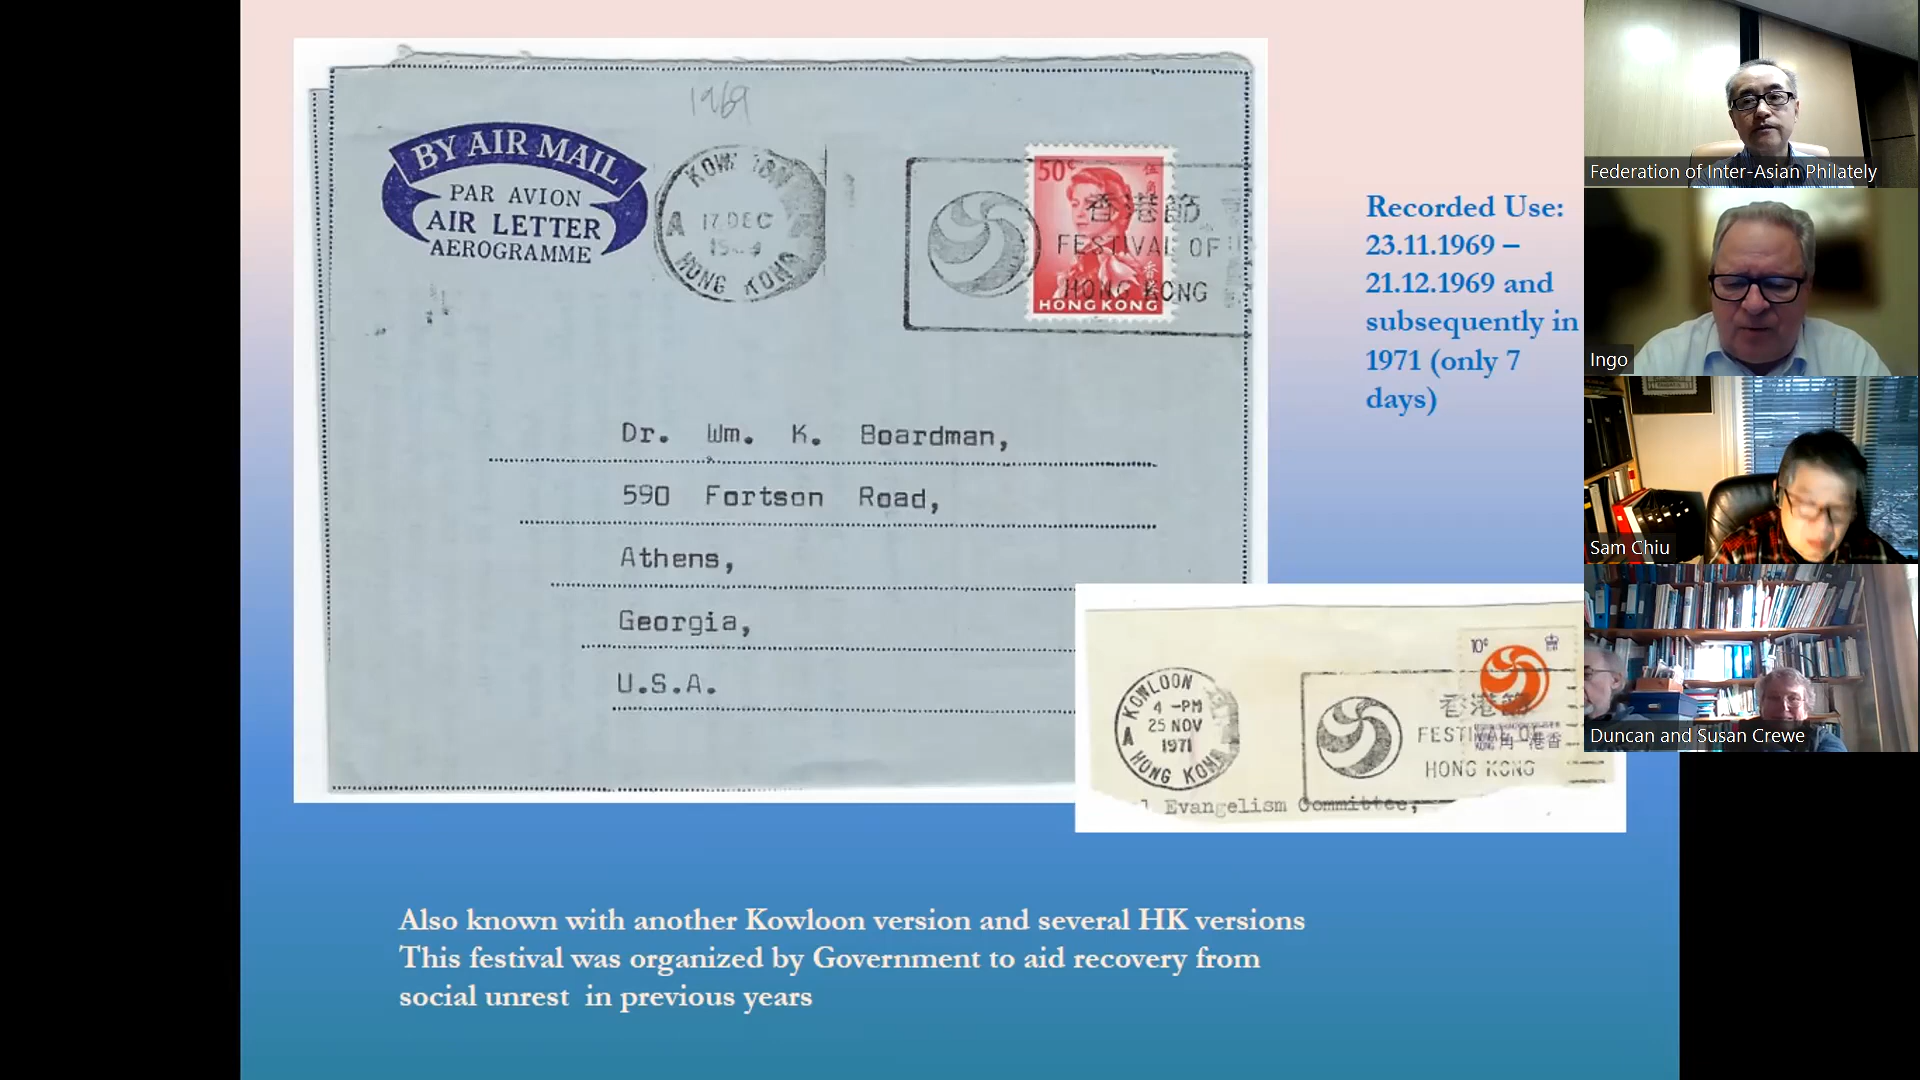 1969
BY AIR MAIL
PAR AVION
AIR LETTER
AEROGRAMME
A 17 DEC
HONG KONG
50c
香港節
FESTIVAL OF
HONG KONG
HONG KONG
Dr. Wm. K. Boardman,
590 Fortson Road,
Athens,
Georgia,
U.S.A.
Recorded Use:
23.11.1969 –
21.12.1969 and
subsequently in
1971 (only 7
days)
KOWLOON
4 -PM
25 NOV
A 1971
HONG KONG
10c
香港節
FESTIVAL OF
HONG KONG
Evangelism Committee,
Also known with another Kowloon version and several HK versions
This festival was organized by Government to aid recovery from
social unrest in previous years
Federation of Inter-Asian Philately
Ingo
Sam Chiu
Duncan and Susan Crewe